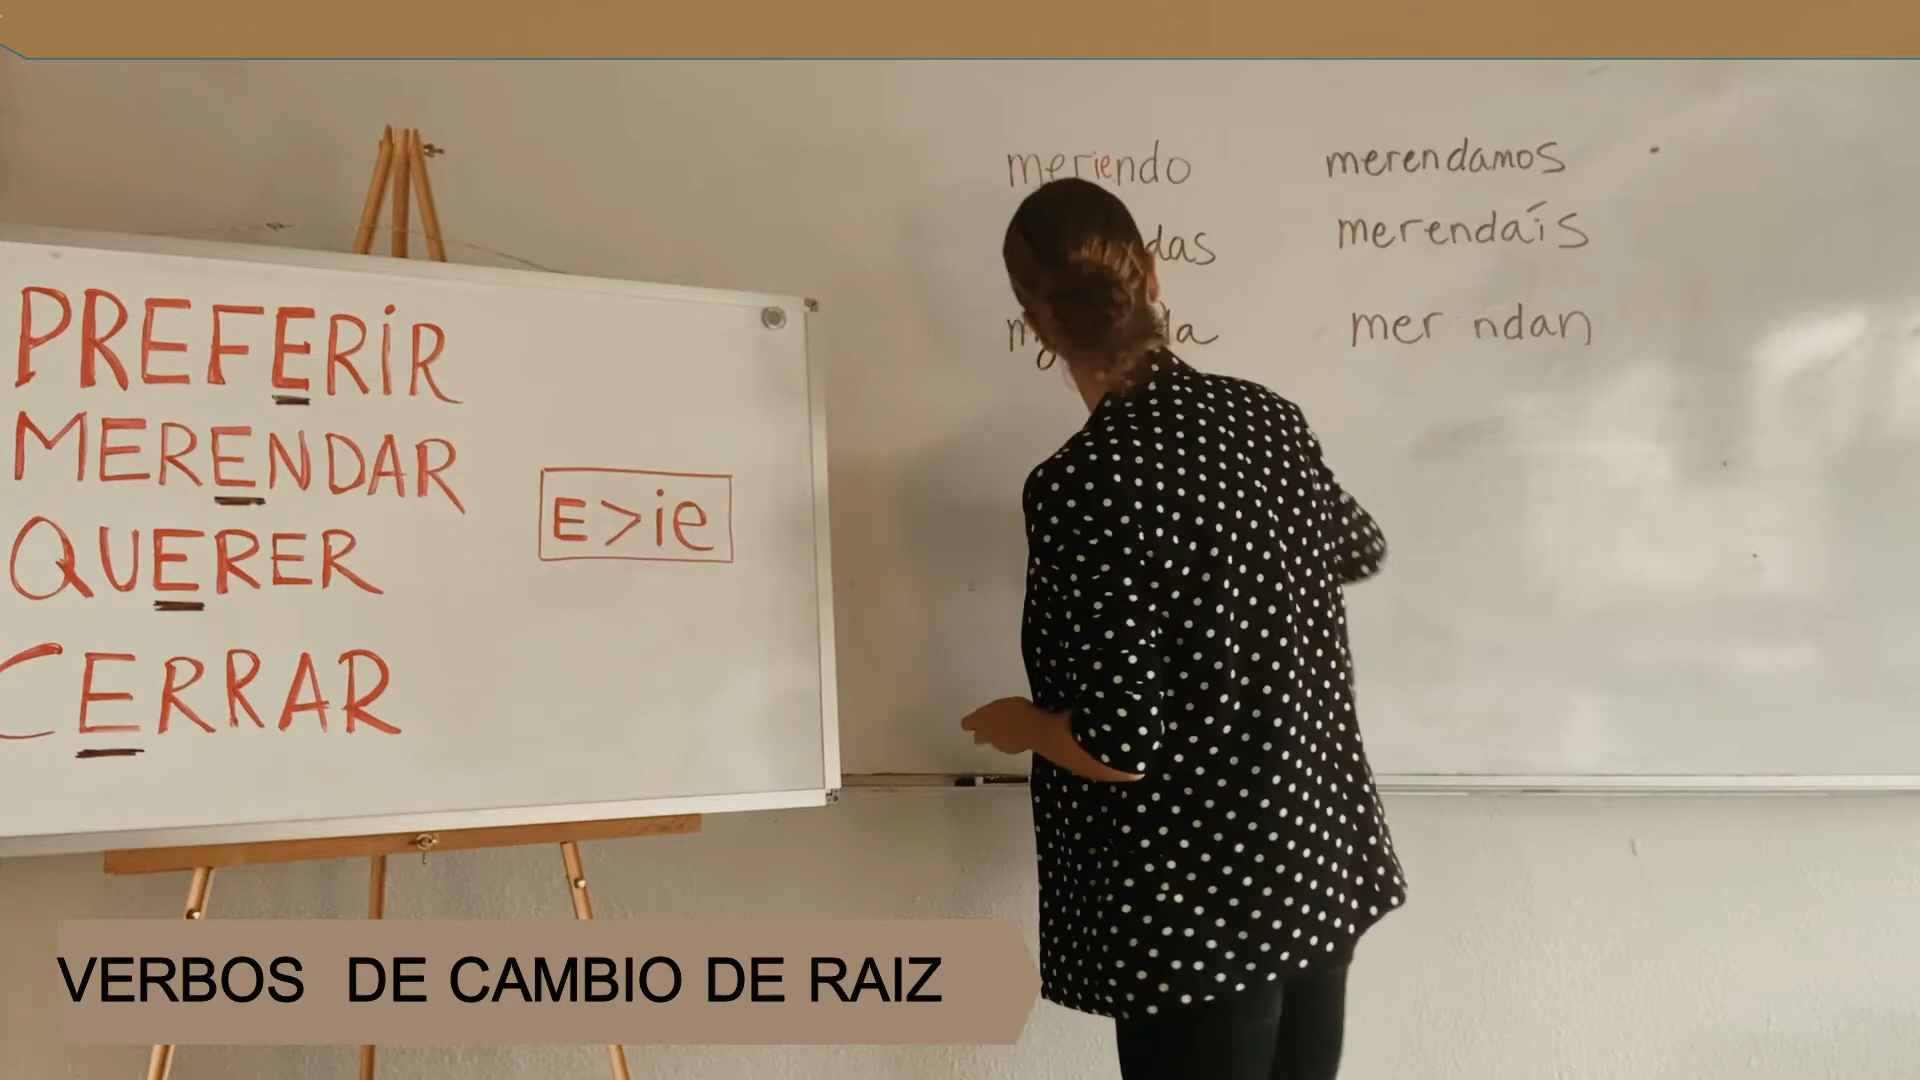 PREFERIR
MERENDAR
QUERER
CERRAR
E>ie
meriendo
merendamos
merendaís
mer ndan
VERBOS DE CAMBIO DE RAIZ